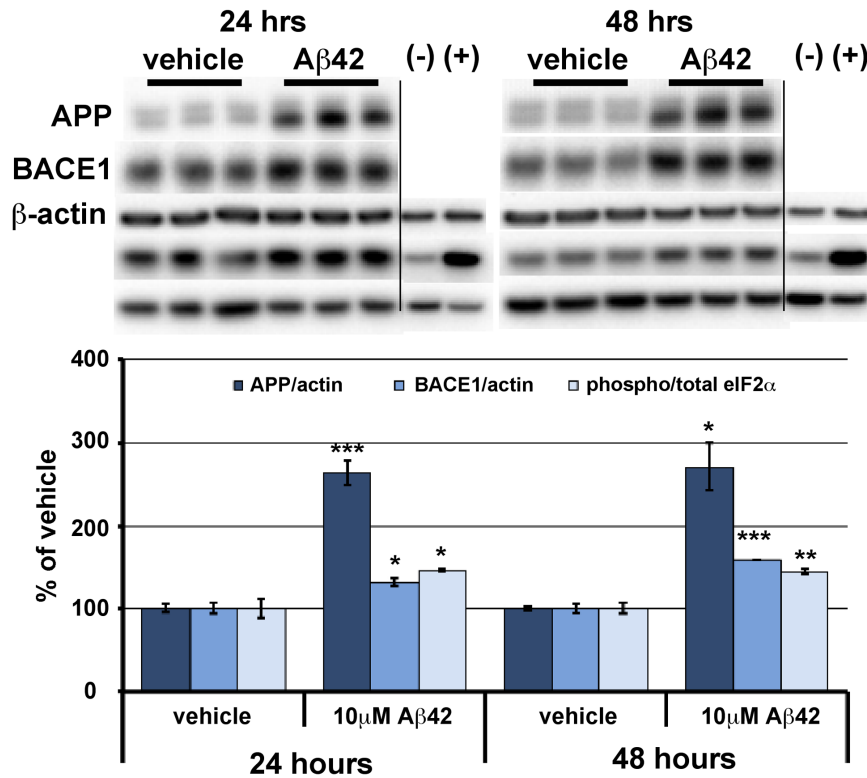 24 hrs 48 hrs
vehicle Aβ42 (-) (+) vehicle Aβ42 (-) (+)
APP
BACE1
β-actin
400
APP/actin BACE1/actin phospho/total eIF2α
300
200
100
0
% of vehicle
*** * * * *** **
vehicle 10μM Aβ42 vehicle 10μM Aβ42
24 hours 48 hours